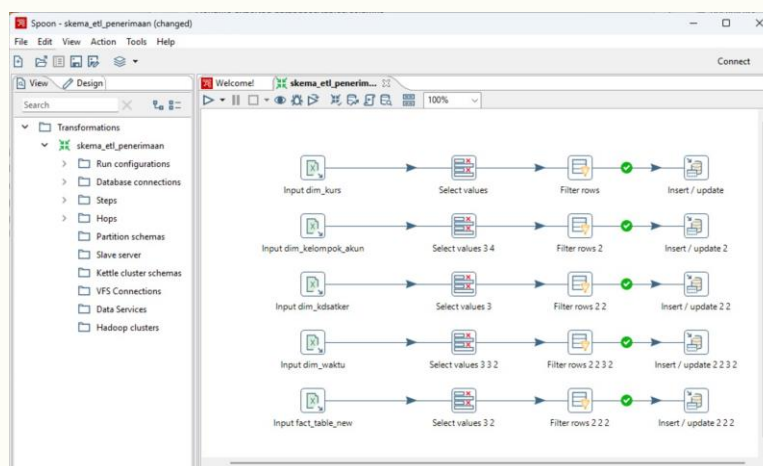 Spoon - skema_etl_penerimaan (changed)
File Edit View Action Tools Help
Connect
View Design
Welcome! skema_etl_penerim...
Search
100%
Transformations
skema_etl_penerimaan
Run configurations
Database connections
Steps
Hops
Partition schemas
Slave server
Kettle cluster schemas
VFS Connections
Data Services
Hadoop clusters
Input dim_kurs Select values Filter rows Insert / update
Input dim_kelompok_akun Select values 3 4 Filter rows 2 Insert / update 2
Input dim_kdsatker Select values 3 Filter rows 2 2 Insert / update 2 2
Input dim_waktu Select values 3 3 2 Filter rows 2 2 3 2 Insert / update 2 2 3 2
Input fact_table_new Select values 3 2 Filter rows 2 2 2 Insert / update 2 2 2